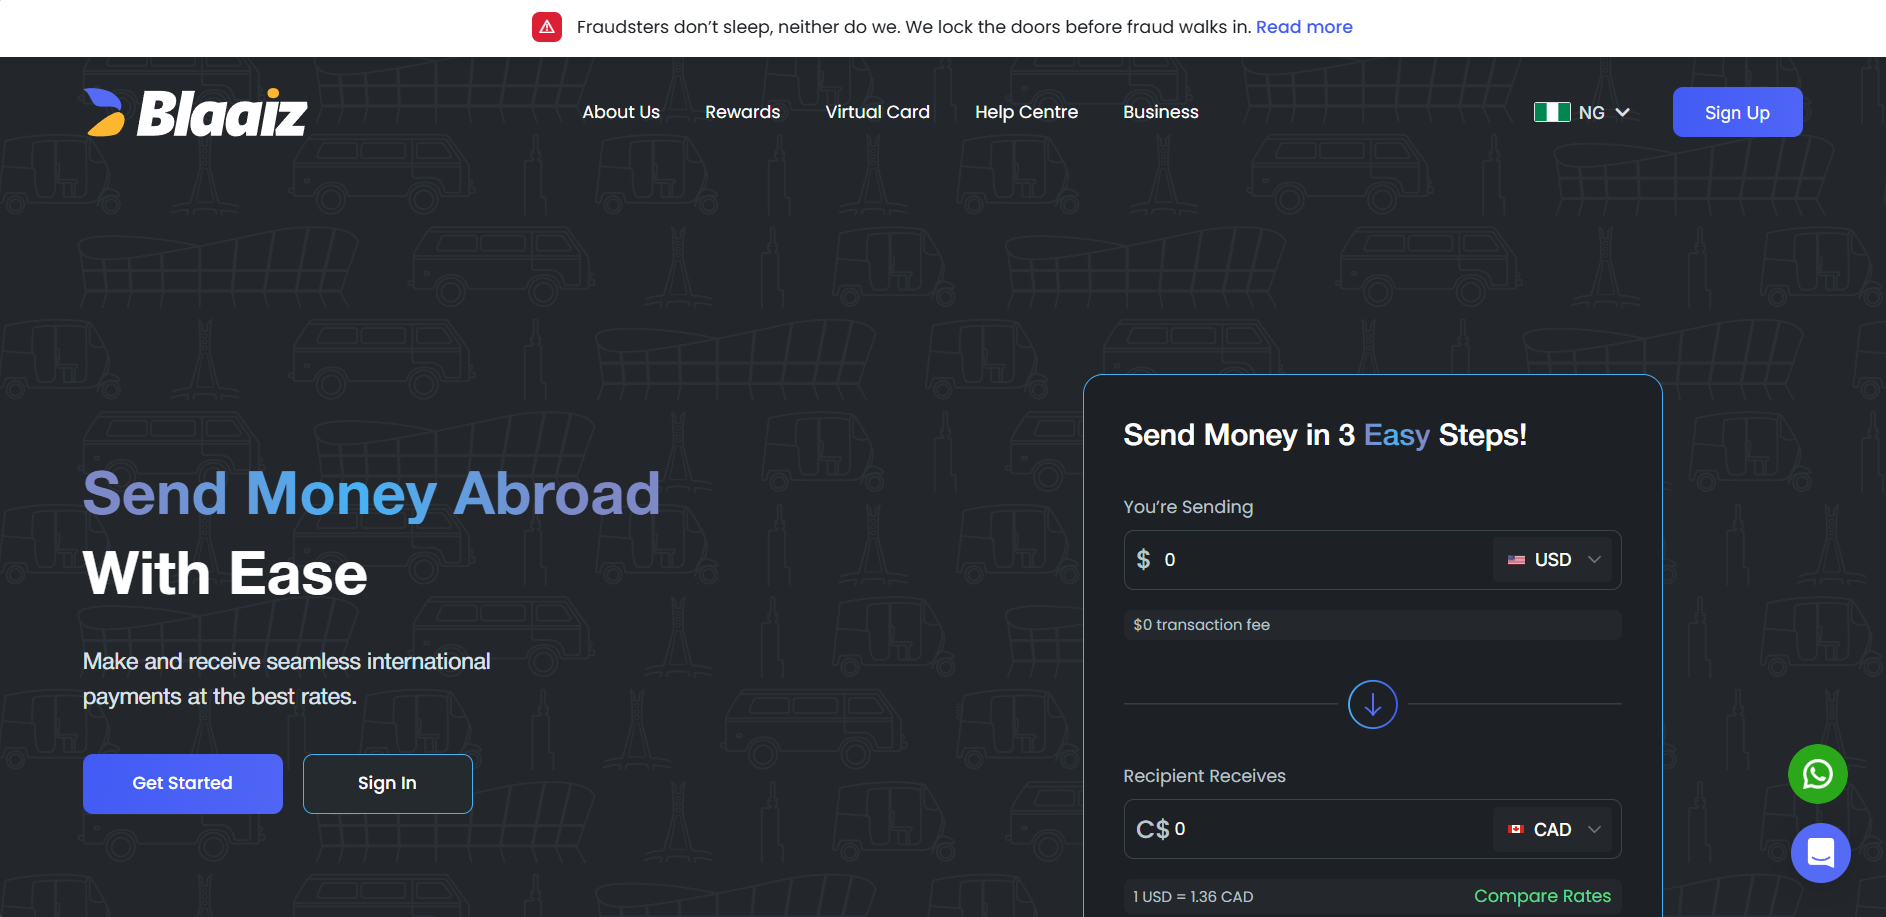 Fraudsters don’t sleep, neither do we. We lock the doors before fraud walks in. Read more
Blaaiz
About Us
Rewards
Virtual Card
Help Centre
Business
NG
Sign Up
Send Money Abroad
With Ease
Make and receive seamless international
payments at the best rates.
Get Started
Sign In
Send Money in 3 Easy Steps!
You’re Sending
$ 0
USD
$0 transaction fee
Recipient Receives
C$ 0
CAD
1 USD = 1.36 CAD
Compare Rates